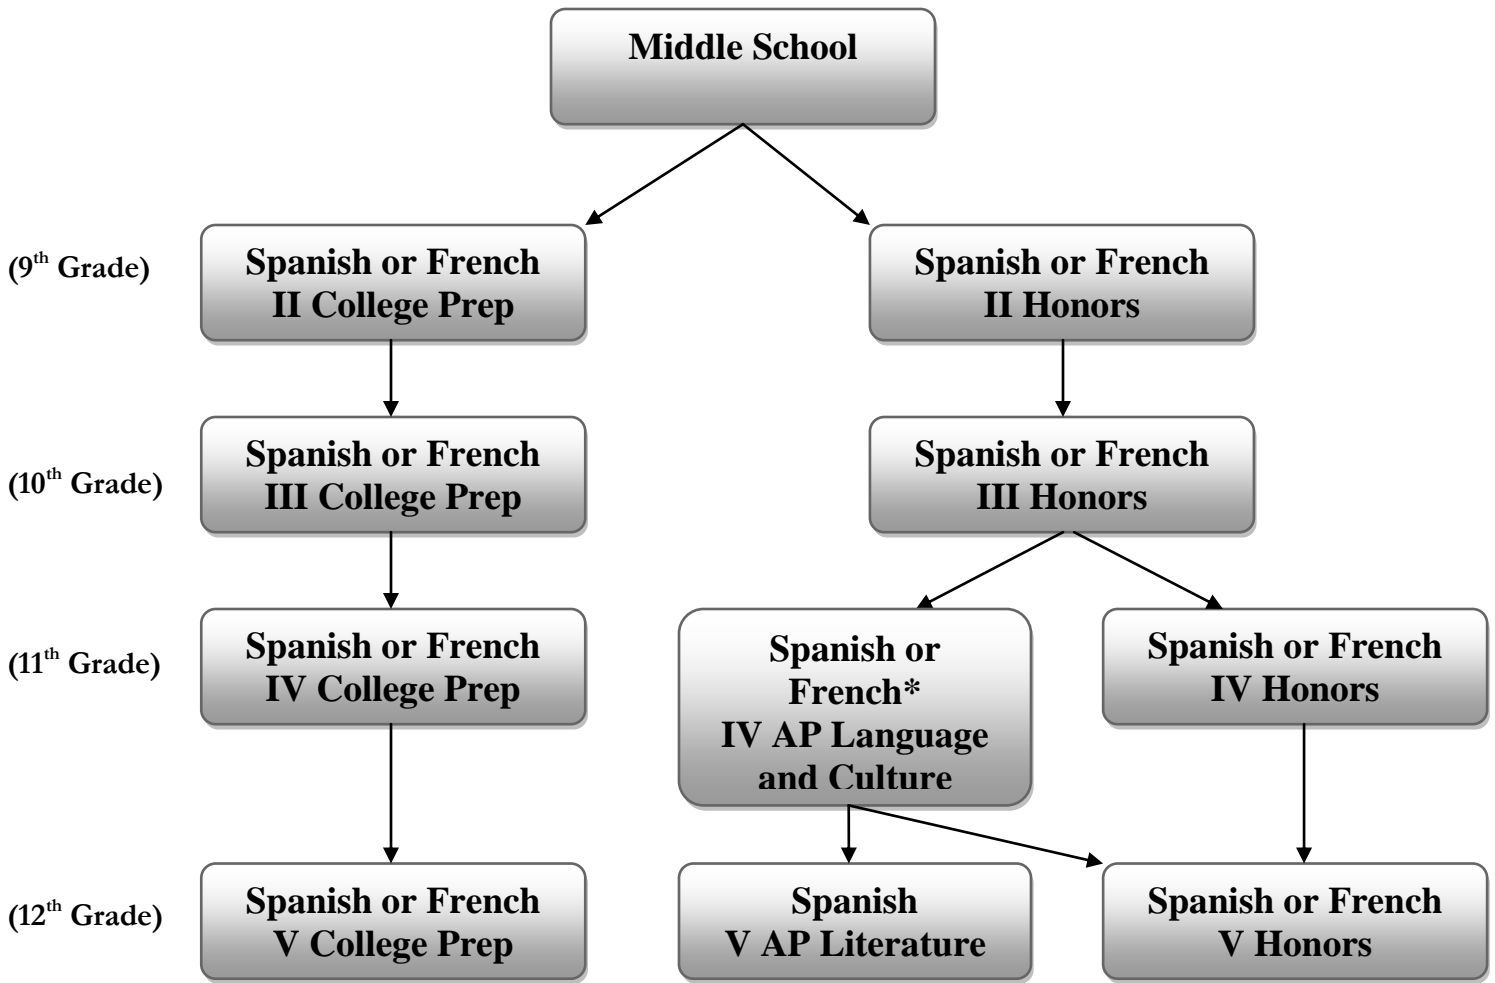 Middle School
(9th Grade)
Spanish or French
II College Prep
Spanish or French
II Honors
(10th Grade)
Spanish or French
III College Prep
Spanish or French
III Honors
(11th Grade)
Spanish or French
IV College Prep
Spanish or
French*
IV AP Language
and Culture
Spanish or French
IV Honors
(12th Grade)
Spanish or French
V College Prep
Spanish
V AP Literature
Spanish or French
V Honors